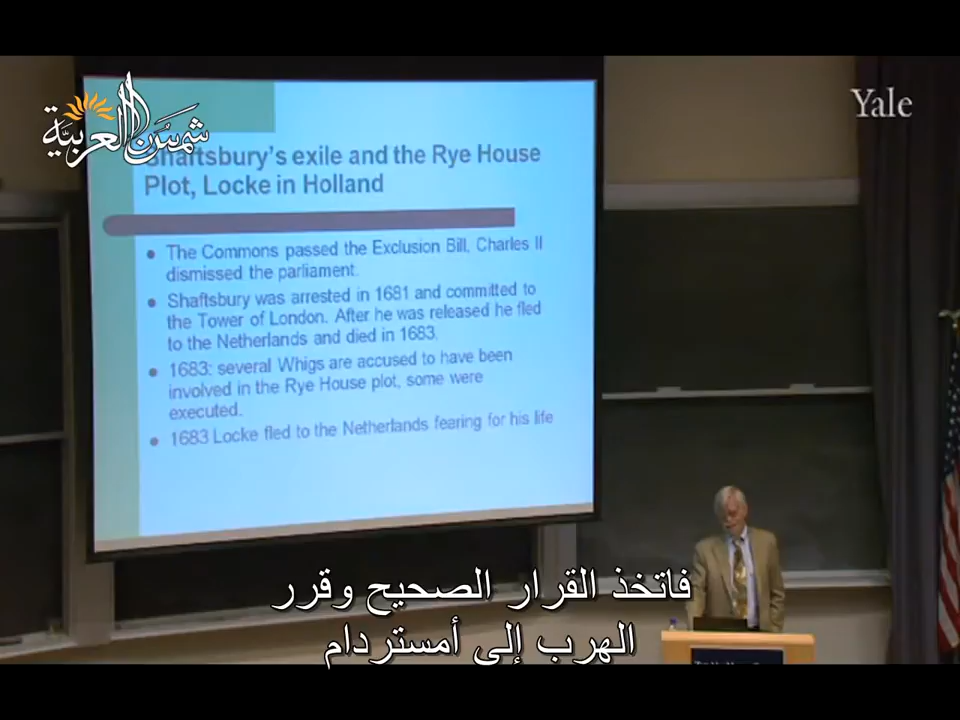 شمس العربية
Yale
Shaftsbury's exile and the Rye House
Plot, Locke in Holland
The Commons passed the Exclusion Bill, Charles II
dismissed the parliament.
Shaftsbury was arrested in 1681 and committed to
the Tower of London. After he was released he fled
to the Netherlands and died in 1683.
1683: several Whigs are accused to have been
involved in the Rye House plot, some were
executed.
1683 Locke fled to the Netherlands fearing for his life
فاتخذ القرار الصحيح وقرر
الهرب إلى أمستردام